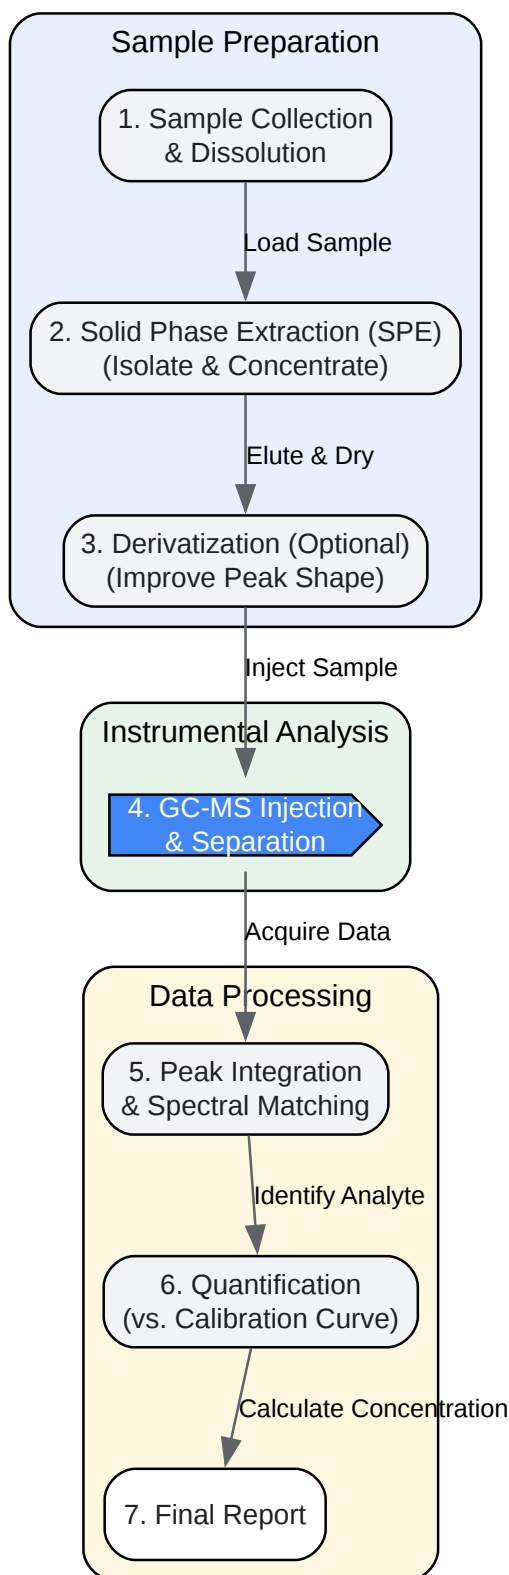 Sample Preparation
1. Sample Collection
& Dissolution
Load Sample
2. Solid Phase Extraction (SPE)
(Isolate & Concentrate)
Elute & Dry
3. Derivatization (Optional)
(Improve Peak Shape)
Inject Sample
Instrumental Analysis
4. GC-MS Injection
& Separation
Acquire Data
Data Processing
5. Peak Integration
& Spectral Matching
Identify Analyte
6. Quantification
(vs. Calibration Curve)
Calculate Concentration
7. Final Report